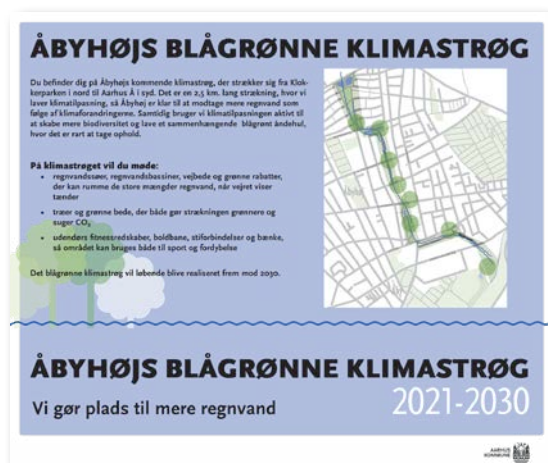 ÅBYHØJS BLÅGRØNNE KLIMASTRØG
Du befinder dig på Åbyhøjs kommende klimastrøg, der strækker sig fra Klok-
kerparken i nord til Aarhus Å i syd. Det er en 2,5 km. lang strækning, hvor vi
laver klimatilpasning, så Åbyhøj er klar til at modtage mere regnvand som
følge af klimaforandringerne. Samtidig bruger vi klimatilpasningen aktivt til
at skabe mere biodiversitet og lave et sammenhængende blågrønt åndehul,
hvor det er rart at tage ophold.
På klimastrøget vil du møde:
• regnvandssøer, regnvandsbassiner, vejbede og grønne rabatter,
der kan rumme de store mængder regnvand, når vejret viser
tænder
• træer og grønne bede, der både gør strækningen grønnere og
suger CO₂
• udendørs fitnessredskaber, boldbane, stiforbindelser og bænke,
så området kan bruges både til sport og fordybelse
Det blågrønne klimastrøg vil løbende blive realiseret frem mod 2030.
ÅBYHØJS BLÅGRØNNE KLIMASTRØG
Vi gør plads til mere regnvand
2021-2030
AARHUS
KOMMUNE